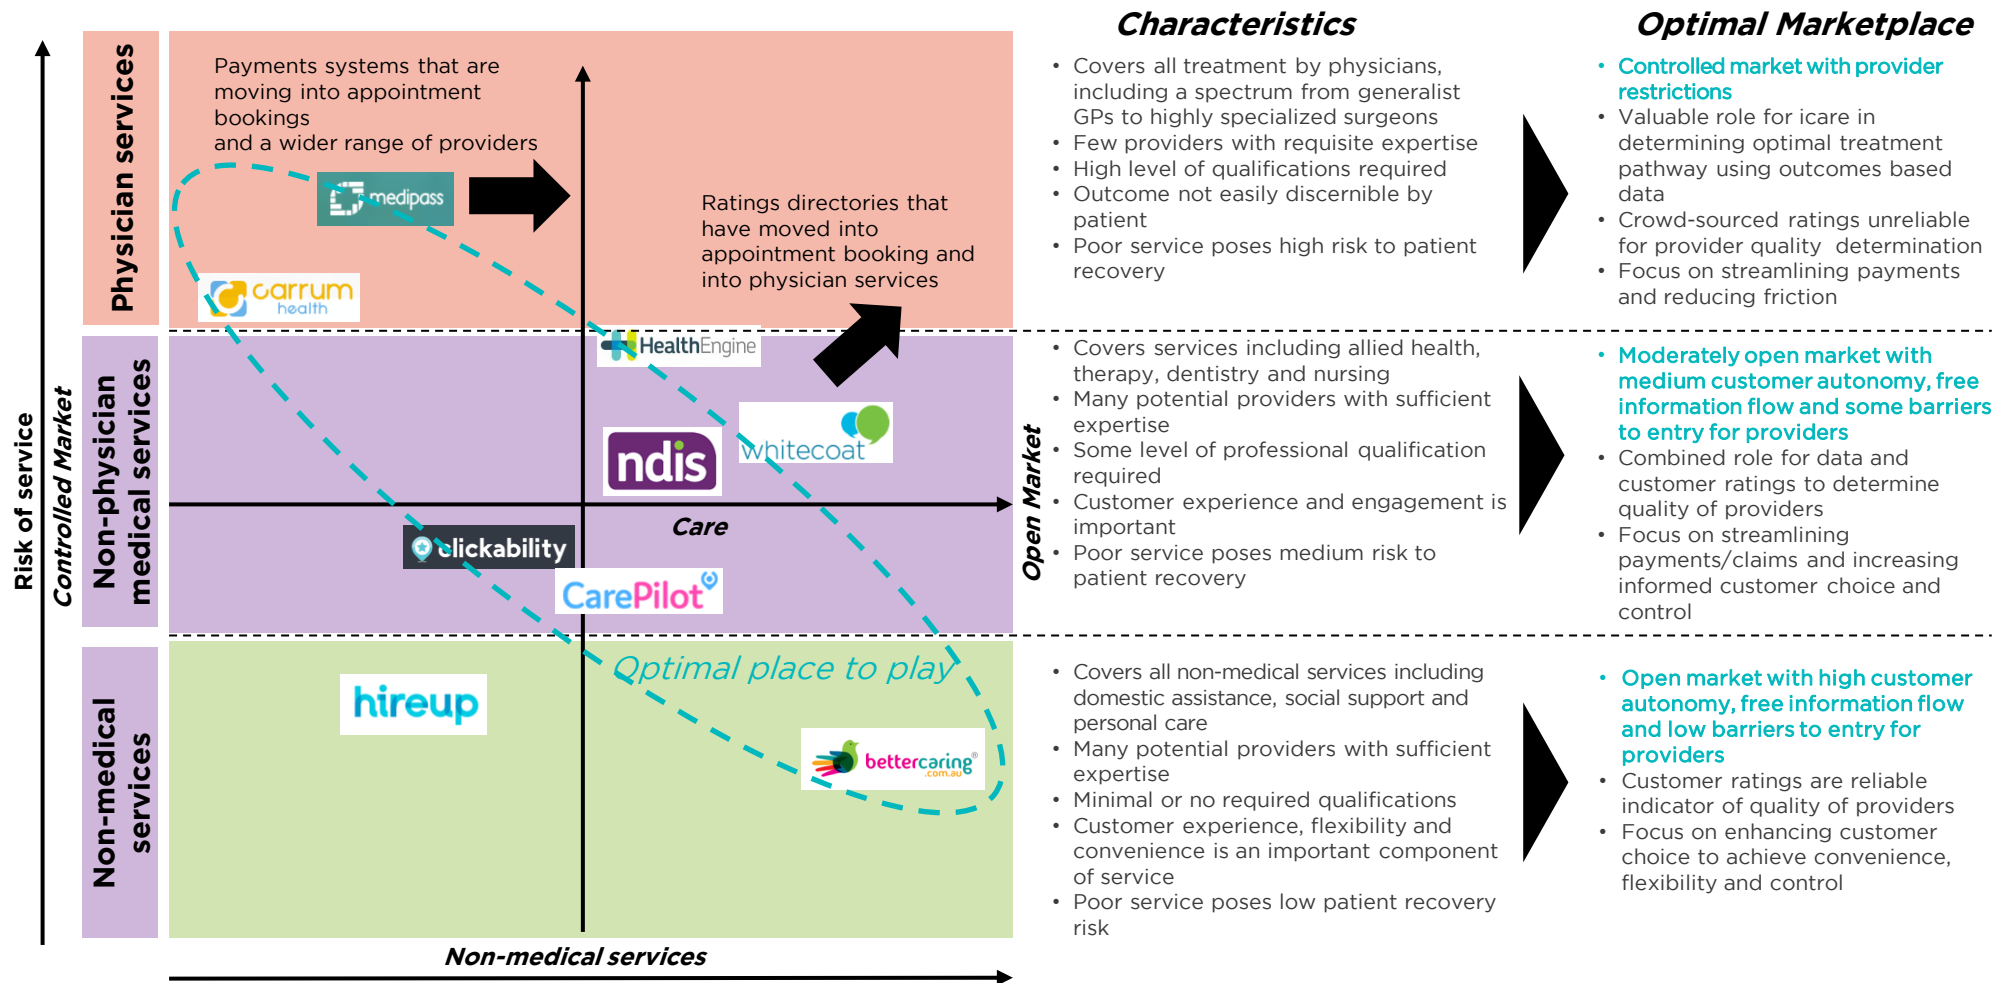 Characteristics
Optimal Marketplace
Risk of service
Controlled Market
Physician services
Payments systems that are
moving into appointment
bookings
and a wider range of providers
medipass
Ratings directories that
have moved into
appointment booking and
into physician services
carrum
health
• Covers all treatment by physicians,
including a spectrum from generalist
GPs to highly specialized surgeons
• Few providers with requisite expertise
• High level of qualifications required
• Outcome not easily discernible by
patient
• Poor service poses high risk to patient
recovery
• Controlled market with provider
restrictions
• Valuable role for icare in
determining optimal treatment
pathway using outcomes based
data
• Crowd-sourced ratings unreliable
for provider quality determination
• Focus on streamlining payments
and reducing friction
Non-physician
medical services
HealthEngine
whitecoat
ndis
Care
Open Market
clickability
CarePilot
• Covers services including allied health,
therapy, dentistry and nursing
• Many potential providers with sufficient
expertise
• Some level of professional qualification
required
• Customer experience and engagement is
important
• Poor service poses medium risk to
patient recovery
• Moderately open market with
medium customer autonomy, free
information flow and some barriers
to entry for providers
• Combined role for data and
customer ratings to determine
quality of providers
• Focus on streamlining
payments/claims and increasing
informed customer choice and
control
Non-medical
services
Optimal place to play
hireup
bettercaring®
.com.au
• Covers all non-medical services including
domestic assistance, social support and
personal care
• Many potential providers with sufficient
expertise
• Minimal or no required qualifications
• Customer experience, flexibility and
convenience is an important component
of service
• Poor service poses low patient recovery
risk
• Open market with high customer
autonomy, free information flow
and low barriers to entry for
providers
• Customer ratings are reliable
indicator of quality of providers
• Focus on enhancing customer
choice to achieve convenience,
flexibility and control
Non-medical services